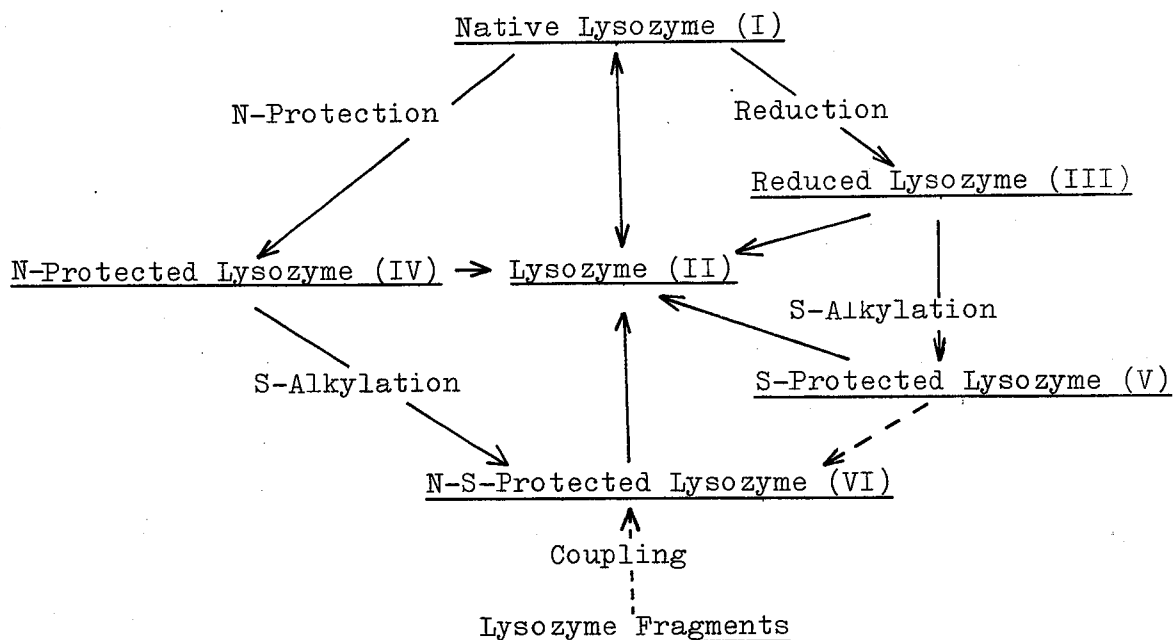 Native Lysozyme (I)
N-Protection
Reduction
Reduced Lysozyme (III)
N-Protected Lysozyme (IV)
Lysozyme (II)
S-Alkylation
S-Alkylation
S-Protected Lysozyme (V)
N-S-Protected Lysozyme (VI)
Coupling
Lysozyme Fragments